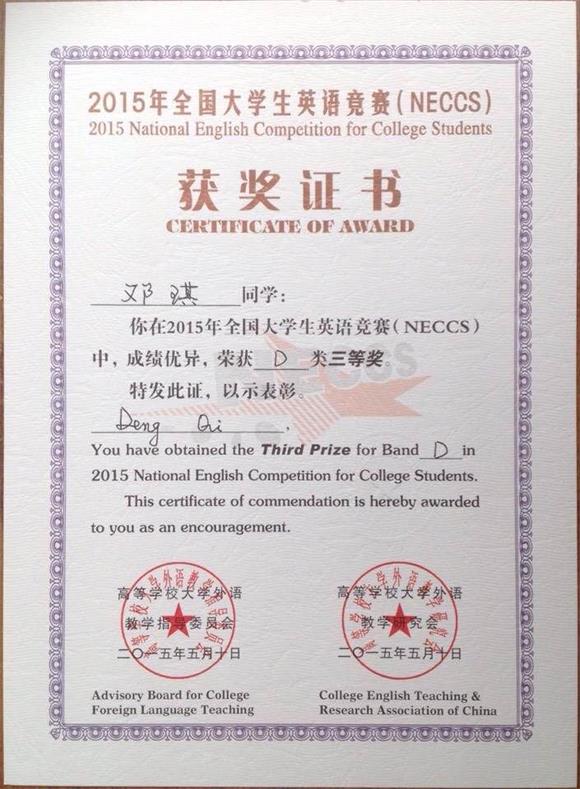 2015年全国大学生英语竞赛(NECCS)
2015 National English Competition for College Students
获奖证书
CERTIFICATE OF AWARD
邓琪同学:
你在2015年全国大学生英语竞赛(NECCS)
中,成绩优异,荣获D类三等奖
特发此证,以示表彰。
Deng Qi,
You have obtained the Third Prize for Band D in
2015 National English Competition for College Students.
This certificate of commendation is hereby awarded
to you as an encouragement.
高等学校大学外语
教学指导委员会
二〇一五年五月十日
Advisory Board for College
Foreign Language Teaching
高等学校大学外语
教学研究会
二〇一五年五月十日
College English Teaching &
Research Association of China